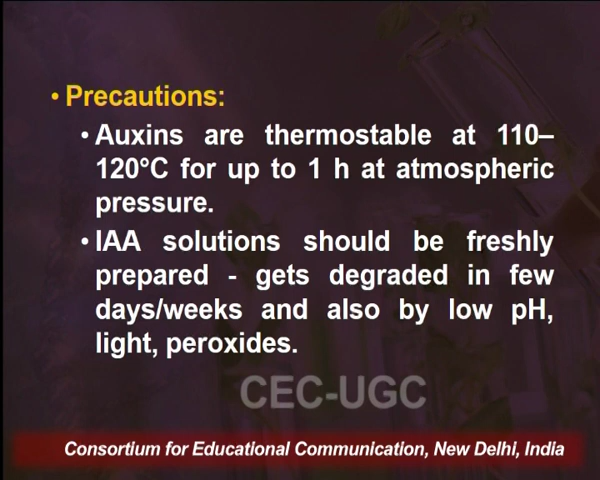 • Precautions:
• Auxins are thermostable at 110–
120°C for up to 1 h at atmospheric
pressure.
• IAA solutions should be freshly
prepared - gets degraded in few
days/weeks and also by low pH,
light, peroxides.
CEC-UGC
Consortium for Educational Communication, New Delhi, India